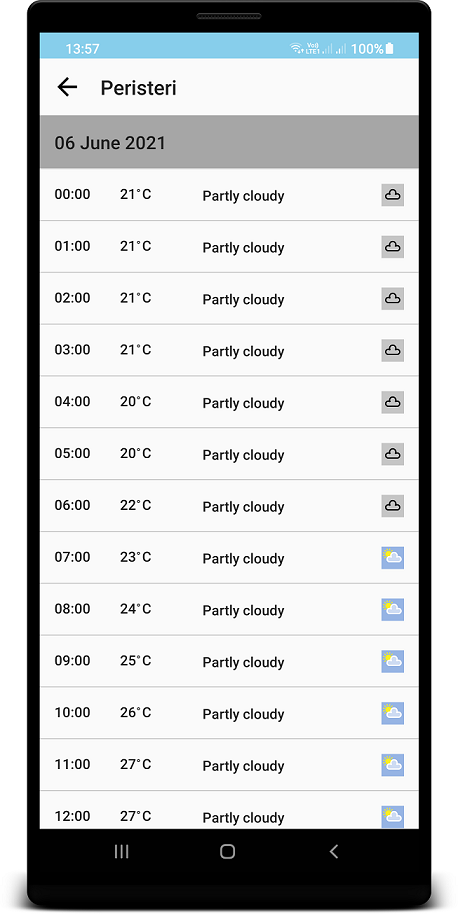 13:57 Vo)) LTE1 100%
Peristeri
06 June 2021
00:00 21°C Partly cloudy
01:00 21°C Partly cloudy
02:00 21°C Partly cloudy
03:00 21°C Partly cloudy
04:00 20°C Partly cloudy
05:00 20°C Partly cloudy
06:00 22°C Partly cloudy
07:00 23°C Partly cloudy
08:00 24°C Partly cloudy
09:00 25°C Partly cloudy
10:00 26°C Partly cloudy
11:00 27°C Partly cloudy
12:00 27°C Partly cloudy